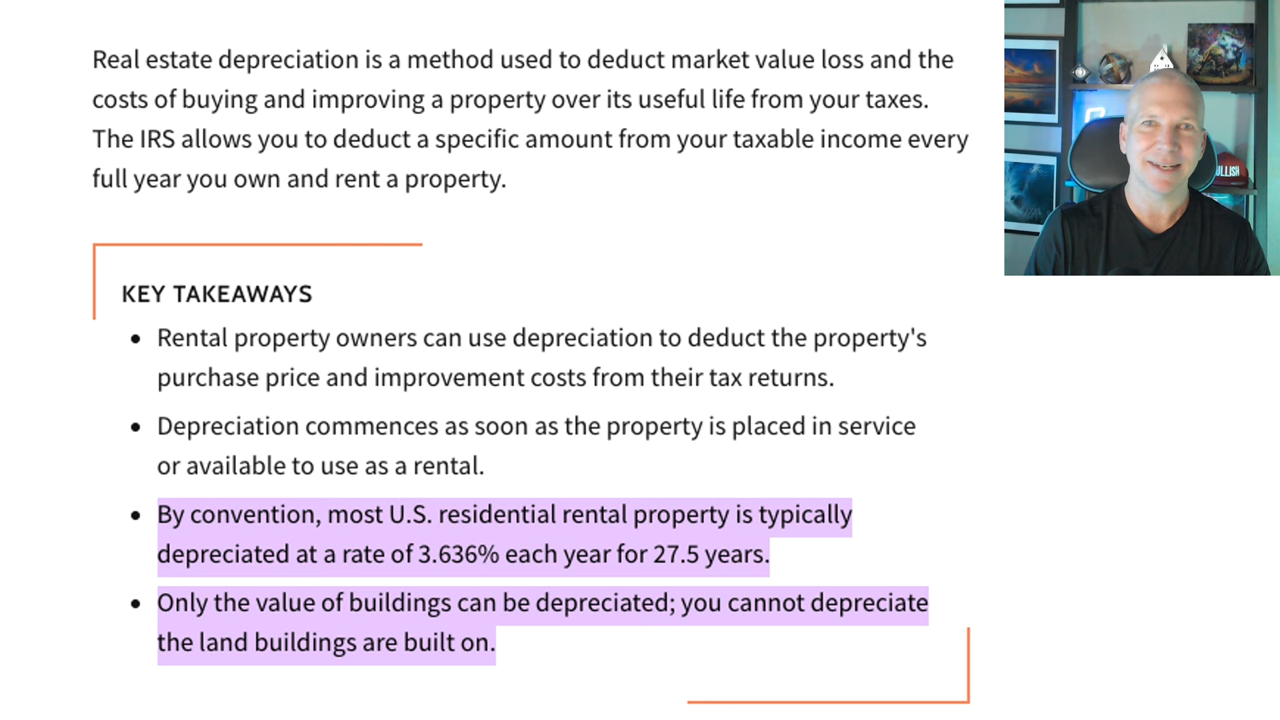 Real estate depreciation is a method used to deduct market value loss and the
costs of buying and improving a property over its useful life from your taxes.
The IRS allows you to deduct a specific amount from your taxable income every
full year you own and rent a property.
KEY TAKEAWAYS
• Rental property owners can use depreciation to deduct the property's
purchase price and improvement costs from their tax returns.
• Depreciation commences as soon as the property is placed in service
or available to use as a rental.
• By convention, most U.S. residential rental property is typically
depreciated at a rate of 3.636% each year for 27.5 years.
• Only the value of buildings can be depreciated; you cannot depreciate
the land buildings are built on.